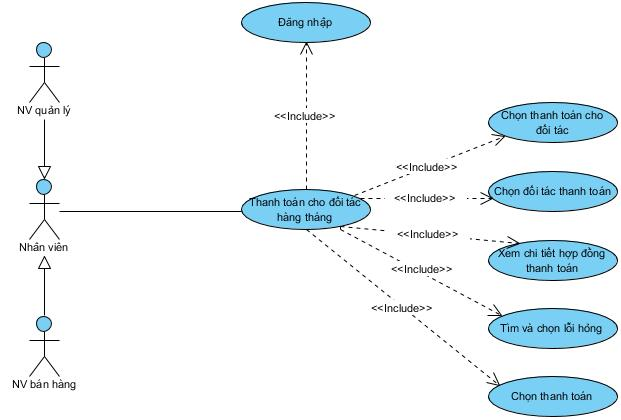 Đăng nhập
NV quản lý
<<Include>>
Chọn thanh toán cho
đối tác
<<Include>>
Nhân viên
Thanh toán cho đối tác
hàng tháng
<<Include>>
Chọn đối tác thanh toán
<<Include>>
Xem chi tiết hợp đồng
thanh toán
<<Include>>
Tìm và chọn lỗi hỏng
<<Include>>
NV bán hàng
Chọn thanh toán